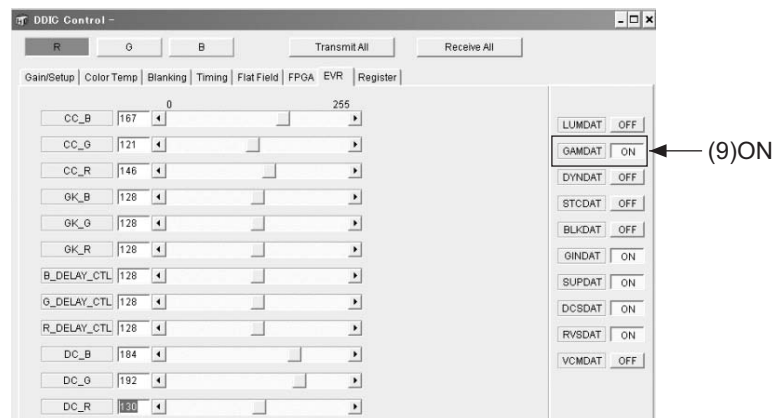 DDIC Control -
R G B Transmit All Receive All
Gain/Setup Color Temp Blanking Timing Flat Field FPGA EVR Register
0 255
CC_B 167
CC_G 121
CC_R 146
GK_B 128
GK_G 128
GK_R 128
B_DELAY_CTL 128
G_DELAY_CTL 128
R_DELAY_CTL 128
DC_B 184
DC_G 192
DC_R 130
LUMDAT OFF
GAMDAT ON (9)ON
DYNDAT OFF
STCDAT OFF
BLKDAT OFF
GINDAT ON
SUPDAT ON
DCSDAT ON
RVSDAT ON
VCMDAT OFF